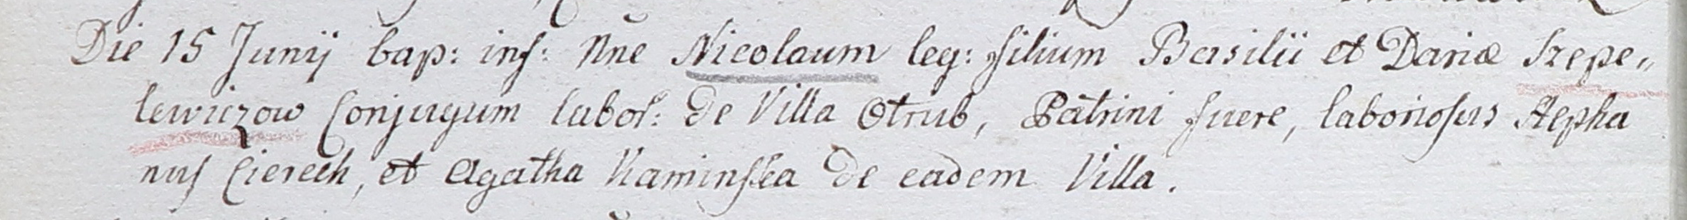 Die 15 Junij bap: inf: Nne Nicolaum leg: filium Basilii et Dariæ Szepe„
lewiczow Conjugum labor: de Villa Otrub, Patrini fuere, laboriosus Stepha
nus Cierech, et Agatha Kaminska de eadem Villa.